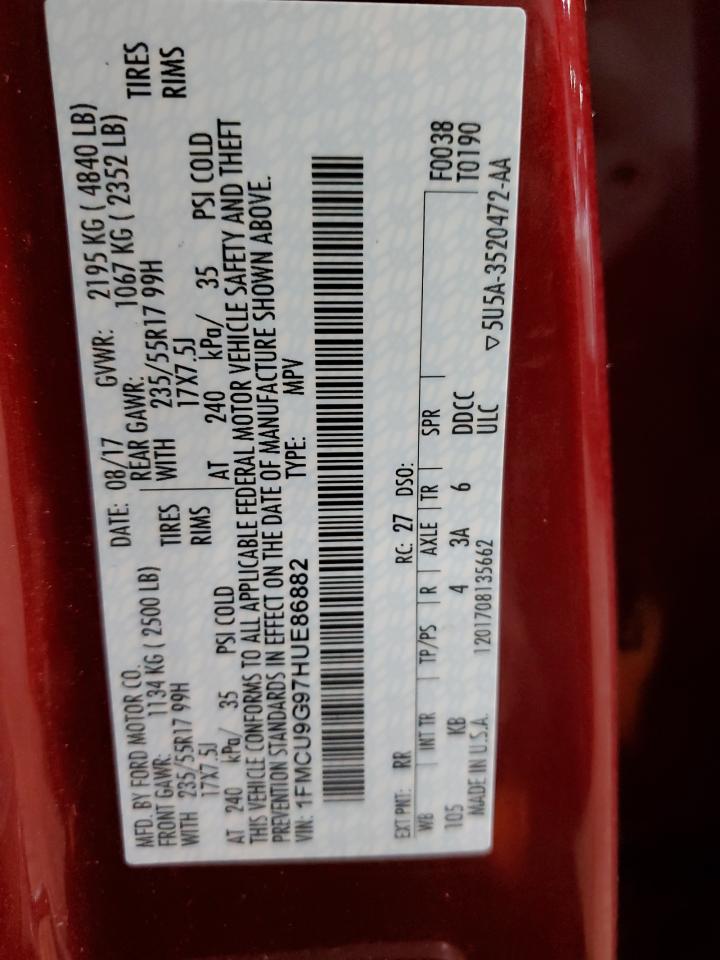 MFD. BY FORD MOTOR CO.
DATE: 08/17 GVWR: 2195 KG ( 4840 LB)
FRONT GAWR: 1134 KG ( 2500 LB)
REAR GAWR: 1067 KG ( 2352 LB)
WITH 235/55R17 99H TIRES
WITH 235/55R17 99H TIRES
17X7.5J RIMS
17X7.5J RIMS
AT 240 kPa/ 35 PSI COLD
AT 240 kPa/ 35 PSI COLD
THIS VEHICLE CONFORMS TO ALL APPLICABLE FEDERAL MOTOR VEHICLE SAFETY AND THEFT
PREVENTION STANDARDS IN EFFECT ON THE DATE OF MANUFACTURE SHOWN ABOVE.
VIN: 1FMCU9G97HUE86882 TYPE: MPV
EXT PNT: RR RC: 27 DSO: F0038
WB INT TR TP/PS R AXLE TR SPR T0190
105 KB 4 3A 6 DDCC
ULC
MADE IN U.S.A. 1201708135662 ▽5U5A-3520472-AA